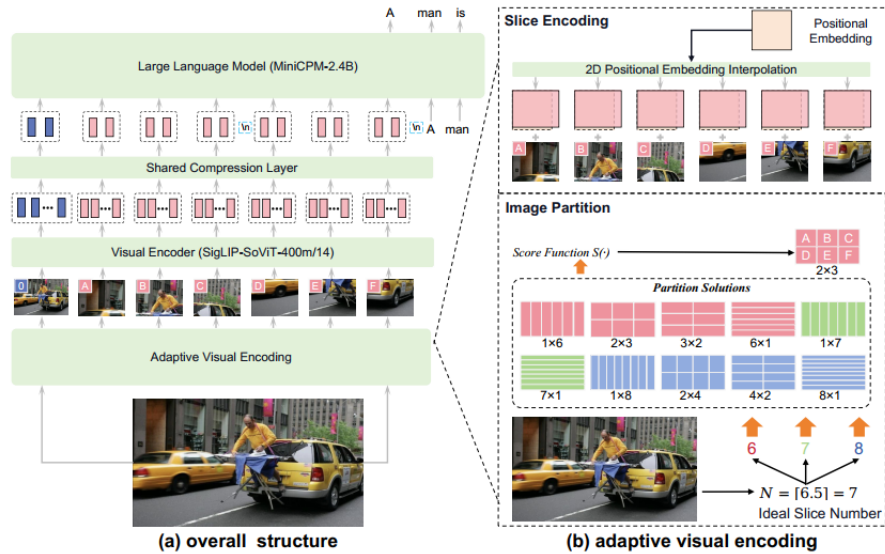 A man is
Large Language Model (MiniCPM-2.4B)
\n
\n
A man
Shared Compression Layer
Visual Encoder (SigLIP-SoViT-400m/14)
0 A B C D E F
Adaptive Visual Encoding
(a) overall structure
Slice Encoding
Positional
Embedding
2D Positional Embedding Interpolation
A B C D E F
Image Partition
Score Function S(·)
A B C
D E F
2×3
Partition Solutions
1×6 2×3 3×2 6×1 1×7
7×1 1×8 2×4 4×2 8×1
6 7 8
N = ⌈6.5⌉ = 7
Ideal Slice Number
(b) adaptive visual encoding